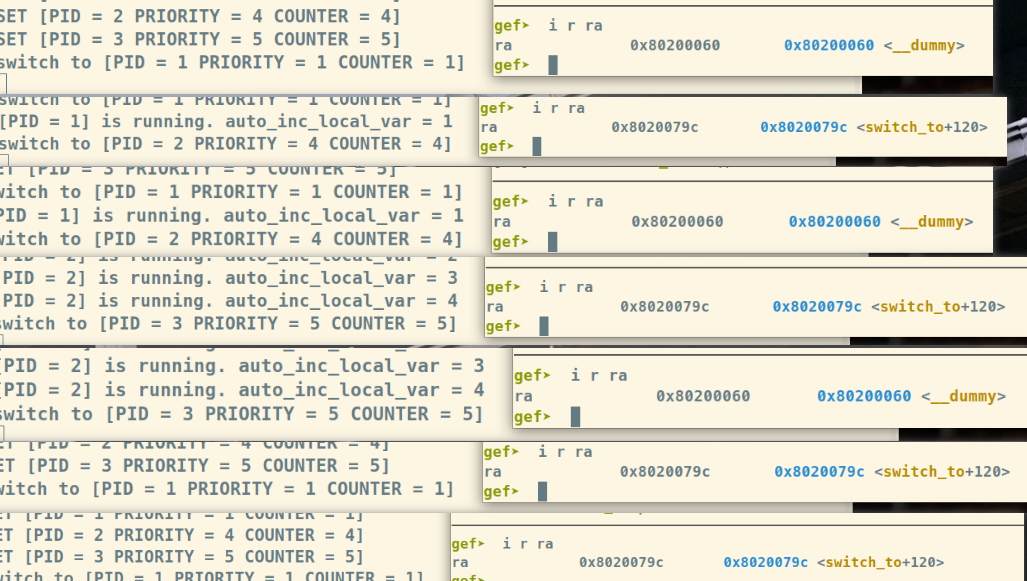 SET [PID = 2 PRIORITY = 4 COUNTER = 4]
SET [PID = 3 PRIORITY = 5 COUNTER = 5]
switch to [PID = 1 PRIORITY = 1 COUNTER = 1]
gef➤ i r ra
ra 0x80200060 0x80200060 <__dummy>
gef➤
switch to [PID = 1 PRIORITY = 1 COUNTER = 1]
[PID = 1] is running. auto_inc_local_var = 1
switch to [PID = 2 PRIORITY = 4 COUNTER = 4]
gef➤ i r ra
ra 0x8020079c 0x8020079c <switch_to+120>
gef➤
ET [PID = 3 PRIORITY = 5 COUNTER = 5]
witch to [PID = 1 PRIORITY = 1 COUNTER = 1]
PID = 1] is running. auto_inc_local_var = 1
witch to [PID = 2 PRIORITY = 4 COUNTER = 4]
gef➤ i r ra
ra 0x80200060 0x80200060 <__dummy>
gef➤
[PID = 2] is running. auto_inc_local_var = 2
PID = 2] is running. auto_inc_local_var = 3
PID = 2] is running. auto_inc_local_var = 4
switch to [PID = 3 PRIORITY = 5 COUNTER = 5]
gef➤ i r ra
ra 0x8020079c 0x8020079c <switch_to+120>
gef➤
[PID = 2] is running. auto_inc_local_var = 3
[PID = 2] is running. auto_inc_local_var = 4
switch to [PID = 3 PRIORITY = 5 COUNTER = 5]
gef➤ i r ra
ra 0x80200060 0x80200060 <__dummy>
gef➤
ET [PID = 2 PRIORITY = 4 COUNTER = 4]
ET [PID = 3 PRIORITY = 5 COUNTER = 5]
witch to [PID = 1 PRIORITY = 1 COUNTER = 1]
gef➤ i r ra
ra 0x8020079c 0x8020079c <switch_to+120>
gef➤
ET [PID = 1 PRIORITY = 1 COUNTER = 1]
ET [PID = 2 PRIORITY = 4 COUNTER = 4]
ET [PID = 3 PRIORITY = 5 COUNTER = 5]
witch to [PID = 1 PRIORITY = 1 COUNTER = 1]
gef➤ i r ra
ra 0x8020079c 0x8020079c <switch_to+120>
gef➤